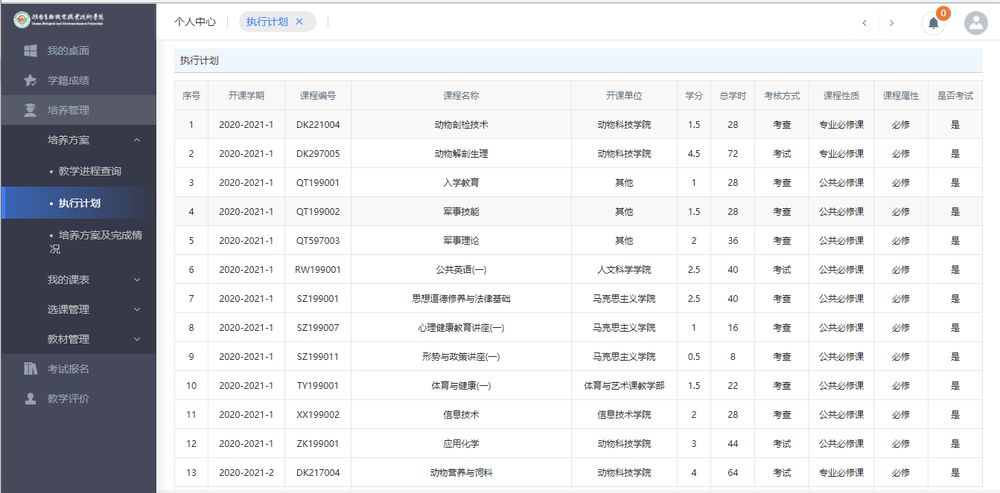 湖南生物机电职业技术学院
Hunan Biological And Electromechanical Polytechnic
我的桌面
学籍成绩
培养管理
培养方案
• 教学进程查询
• 执行计划
• 培养方案及完成情
况
我的课表
选课管理
教材管理
考试报名
教学评价
个人中心 执行计划 × 0
执行计划
序号 开课学期 课程编号 课程名称 开课单位 学分 总学时 考核方式 课程性质 课程属性 是否考试
1 2020-2021-1 DK221004 动物剖检技术 动物科技学院 1.5 28 考查 专业必修课 必修 是
2 2020-2021-1 DK297005 动物解剖生理 动物科技学院 4.5 72 考试 专业必修课 必修 是
3 2020-2021-1 QT199001 入学教育 其他 1 28 考查 公共必修课 必修 是
4 2020-2021-1 QT199002 军事技能 其他 1.5 28 考查 公共必修课 必修 是
5 2020-2021-1 QT597003 军事理论 其他 2 36 考查 公共必修课 必修 是
6 2020-2021-1 RW199001 公共英语(一) 人文科学学院 2.5 40 考试 公共必修课 必修 是
7 2020-2021-1 SZ199001 思想道德修养与法律基础 马克思主义学院 2.5 40 考查 公共必修课 必修 是
8 2020-2021-1 SZ199007 心理健康教育讲座(一) 马克思主义学院 1 16 考查 公共必修课 必修 是
9 2020-2021-1 SZ199011 形势与政策讲座(一) 马克思主义学院 0.5 8 考查 公共必修课 必修 是
10 2020-2021-1 TY199001 体育与健康(一) 体育与艺术课教学部 1.5 22 考查 公共必修课 必修 是
11 2020-2021-1 XX199002 信息技术 信息技术学院 2 28 考查 公共必修课 必修 是
12 2020-2021-1 ZK199001 应用化学 动物科技学院 3 44 考试 公共必修课 必修 是
13 2020-2021-2 DK217004 动物营养与饲料 动物科技学院 4 64 考试 专业必修课 必修 是